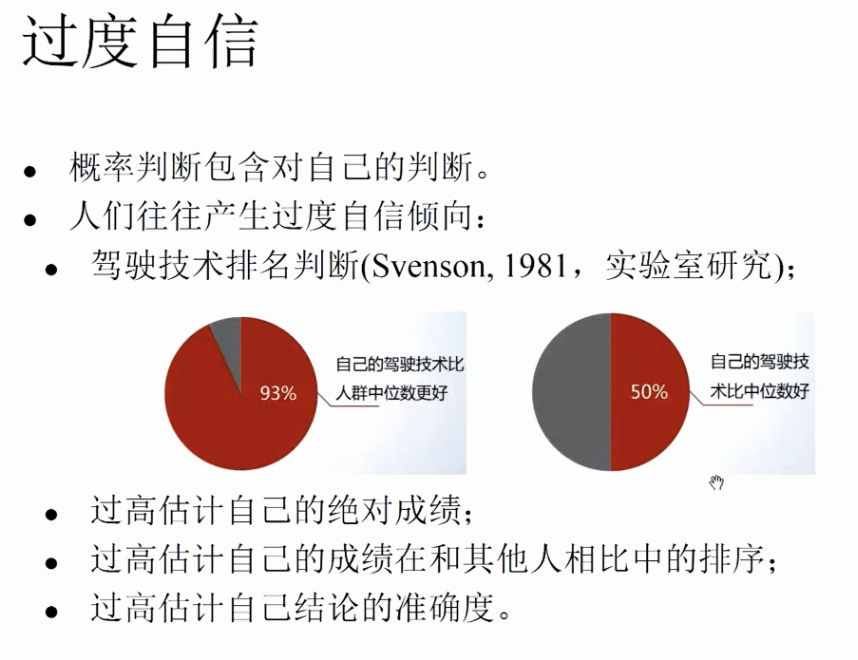 过度自信
概率判断包含对自己的判断。
人们往往产生过度自信倾向：
驾驶技术排名判断(Svenson, 1981，实验室研究)；
93%
自己的驾驶技术比
人群中位数更好
50%
自己的驾驶技
术比中位数好
过高估计自己的绝对成绩；
过高估计自己的成绩在和其他人相比中的排序；
过高估计自己结论的准确度。